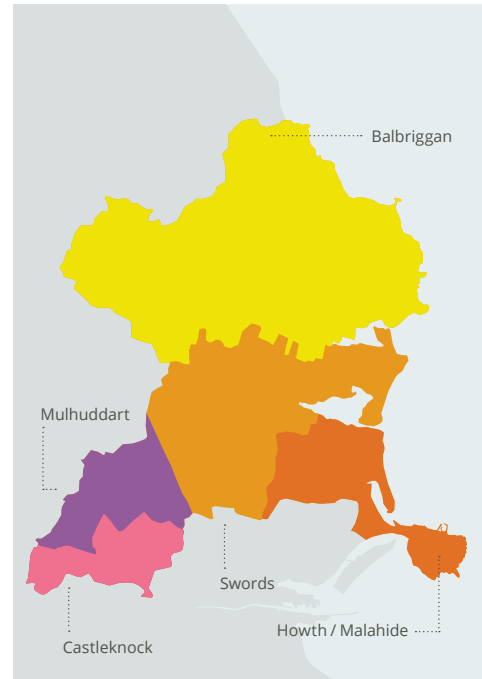 Balbriggan
Mulhuddart
Swords
Howth / Malahide
Castleknock